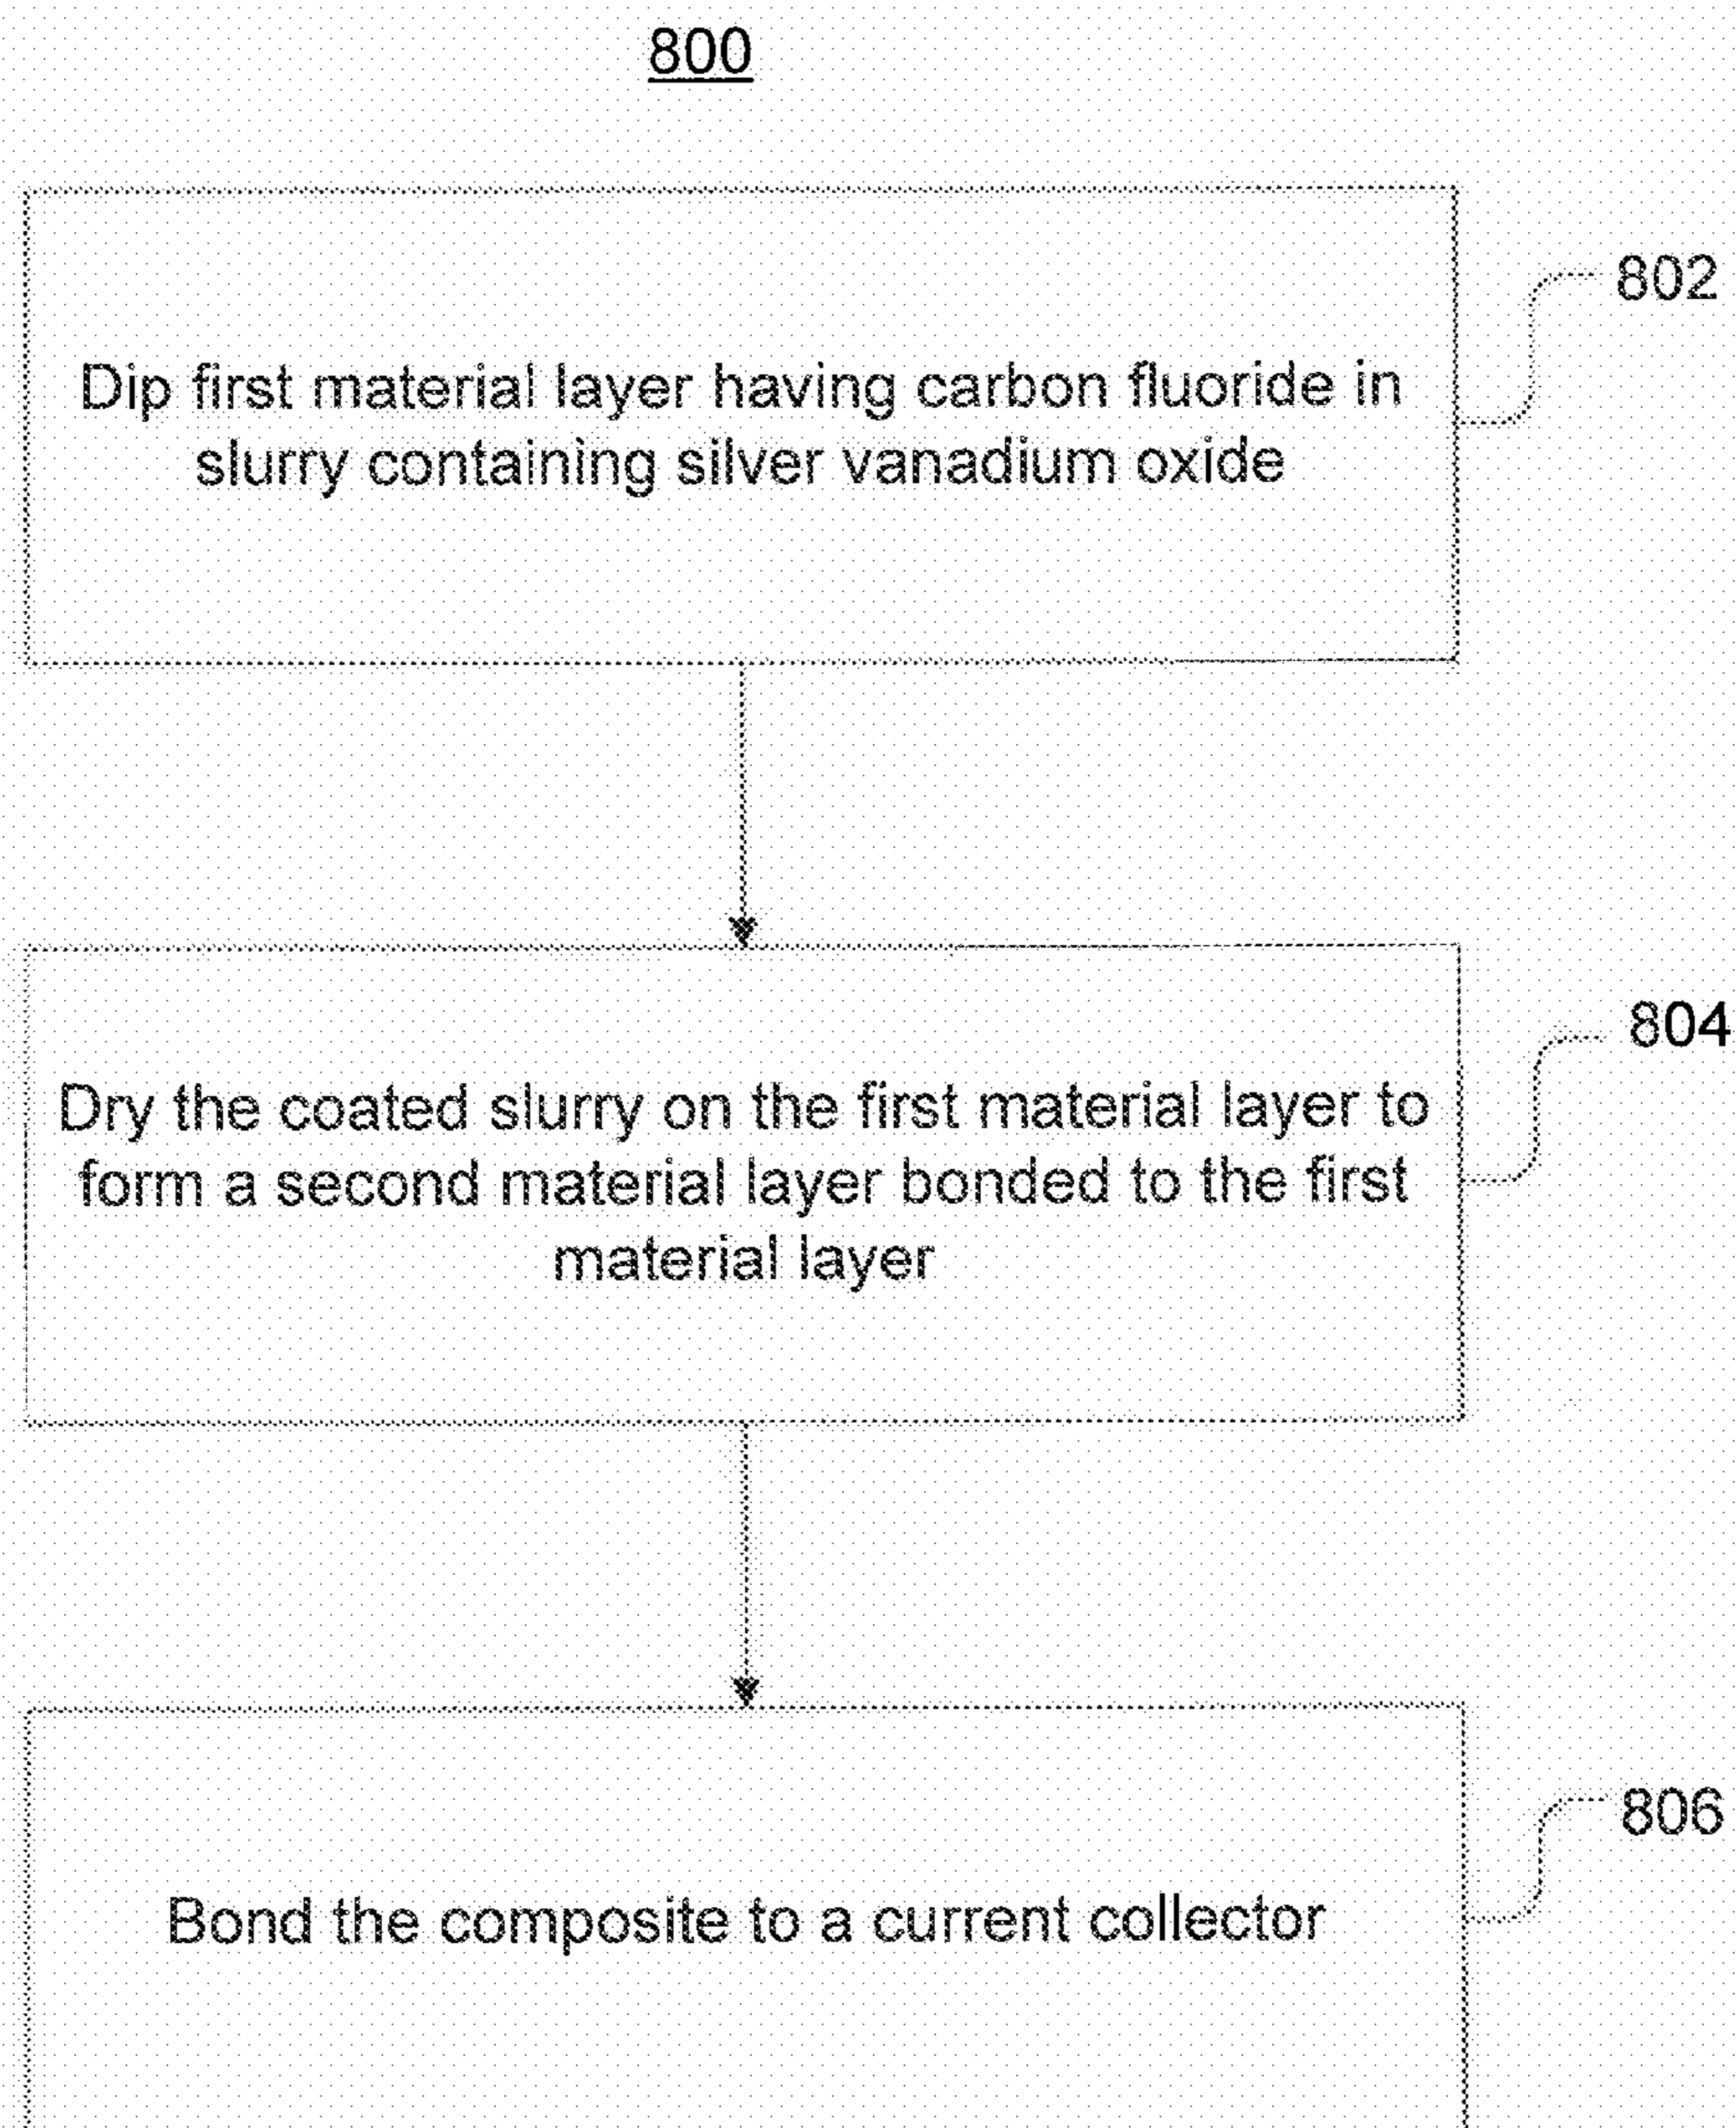 800
802
Dip first material layer having carbon fluoride in
slurry containing silver vanadium oxide
804
Dry the coated slurry on the first material layer to
form a second material layer bonded to the first
material layer
806
Bond the composite to a current collector